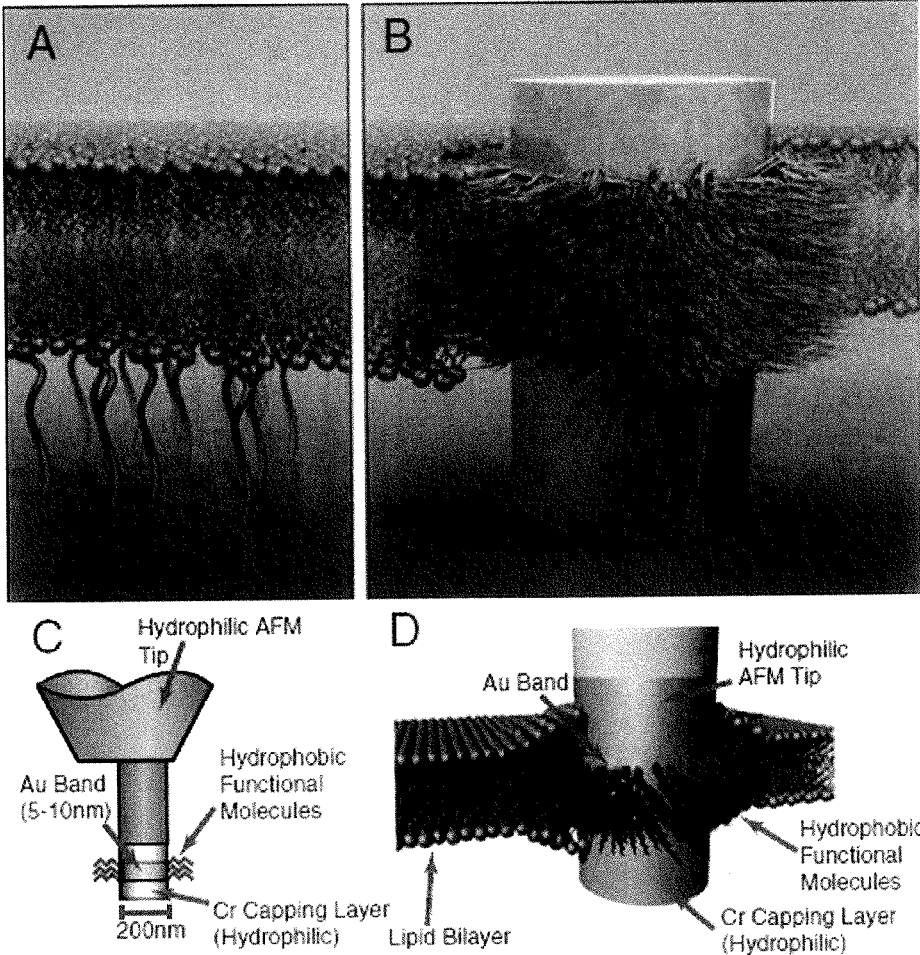 A
B
C
Hydrophilic AFM
Tip
Au Band
(5-10nm)
Hydrophobic
Functional
Molecules
200nm
Cr Capping Layer
(Hydrophilic)
D
Au Band
Hydrophilic
AFM Tip
Hydrophobic
Functional
Molecules
Lipid Bilayer
Cr Capping Layer
(Hydrophilic)